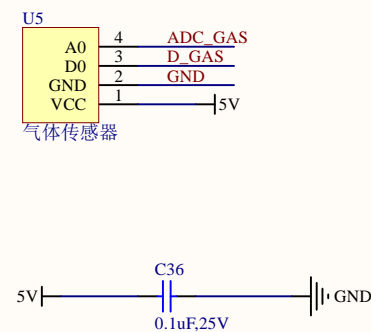 U5
A0 4 ADC_GAS
D0 3 D_GAS
GND 2 GND
VCC 1 5V
气体传感器
C36
5V GND
0.1uF,25V